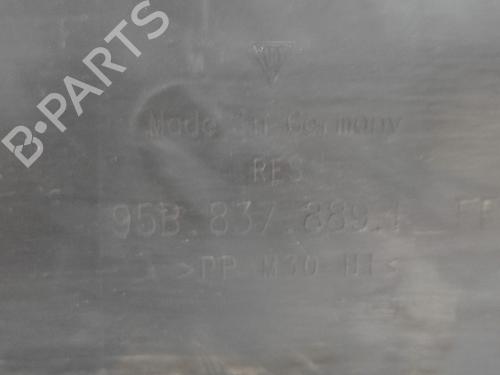 B-PARTS
Made in Germany
RES
95B.837.889
>PP M30 HI<